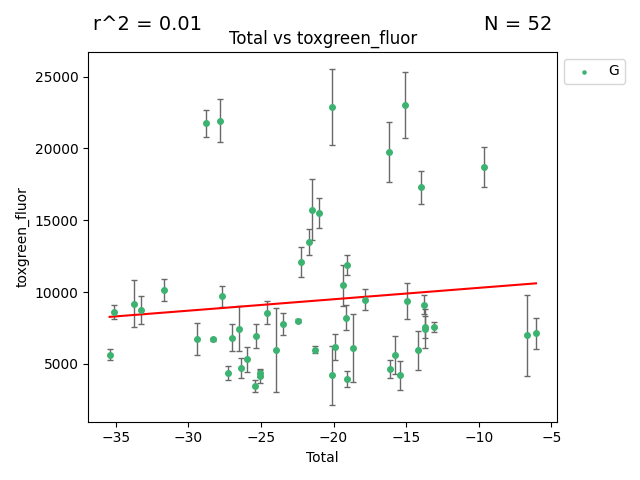 r^2 = 0.01
N = 52
Total vs toxgreen_fluor
G
25000
20000
15000
10000
5000
toxgreen_fluor
−35
−30
−25
−20
−15
−10
−5
Total